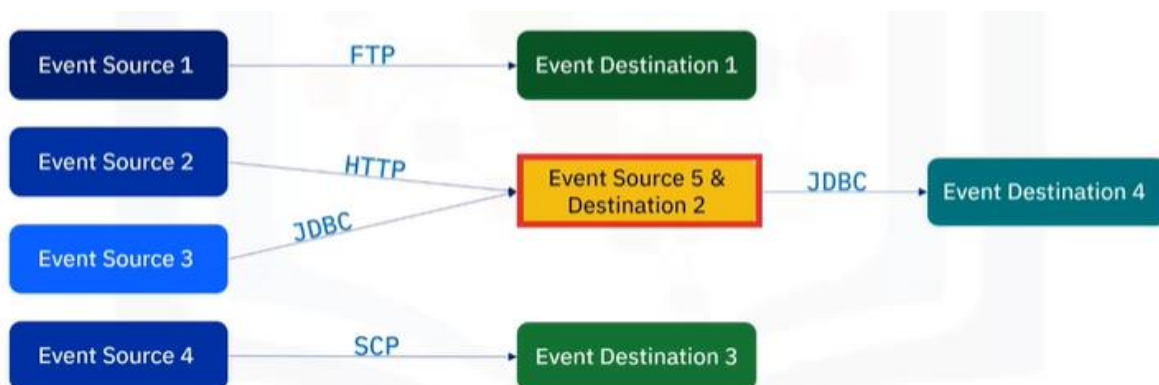 Event Source 1
FTP
Event Destination 1
Event Source 2
HTTP
Event Source 5 &
Destination 2
JDBC
Event Destination 4
Event Source 3
JDBC
Event Source 4
SCP
Event Destination 3